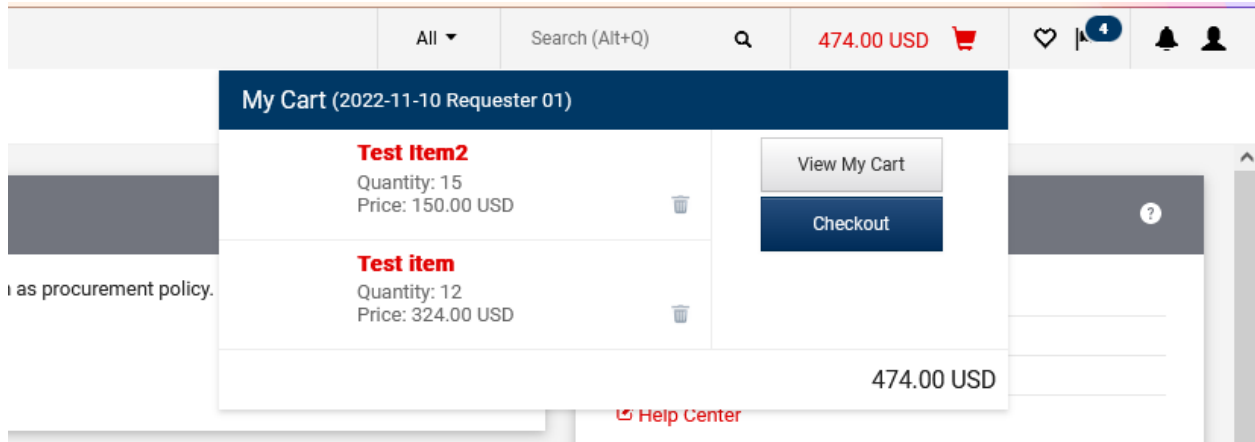 All
Search (Alt+Q)
474.00 USD
4
My Cart (2022-11-10 Requester 01)
Test Item2
Quantity: 15
Price: 150.00 USD
View My Cart
Checkout
?
Test item
Quantity: 12
Price: 324.00 USD
as procurement policy.
474.00 USD
Help Center